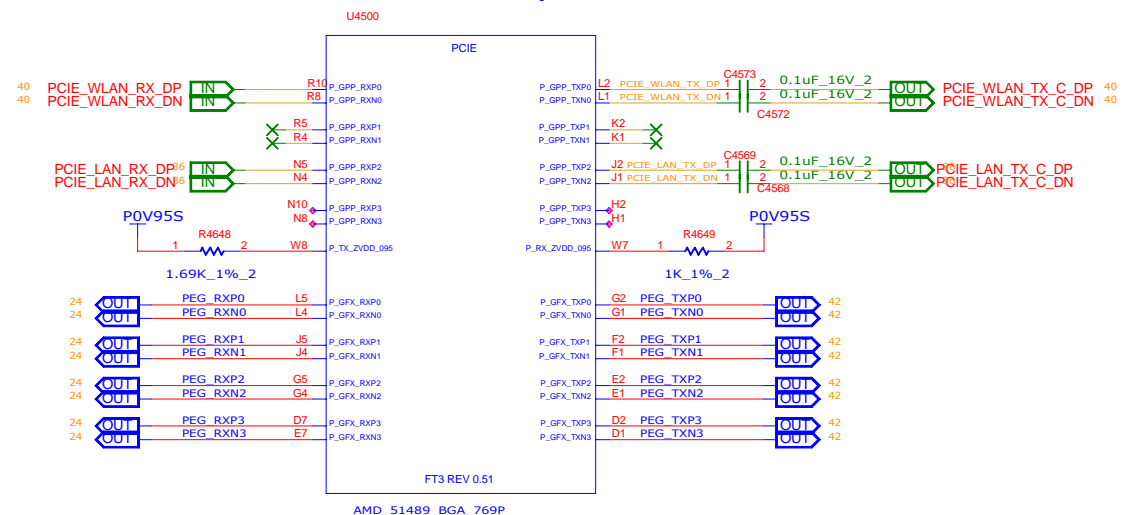 U4500
PCIE
40 PCIE_WLAN_RX_DP IN R10 P_GPP_RXP0 P_GPP_TXP0 L2 PCIE_WLAN_TX_DP 1 C4573 2 0.1uF_16V_2 OUT PCIE_WLAN_TX_C_DP 40
40 PCIE_WLAN_RX_DN IN R8 P_GPP_RXN0 P_GPP_TXN0 L1 PCIE_WLAN_TX_DN 1 2 0.1uF_16V_2 OUT PCIE_WLAN_TX_C_DN 40
C4572
R5 P_GPP_RXP1 P_GPP_TXP1 K2
R4 P_GPP_RXN1 P_GPP_TXN1 K1
PCIE_LAN_RX_DP 36 IN N5 P_GPP_RXP2 P_GPP_TXP2 J2 PCIE_LAN_TX_DP 1 C4569 2 0.1uF_16V_2 OUT PCIE_LAN_TX_C_DP
PCIE_LAN_RX_DN 36 IN N4 P_GPP_RXN2 P_GPP_TXN2 J1 PCIE_LAN_TX_DN 1 2 0.1uF_16V_2 OUT PCIE_LAN_TX_C_DN
C4568
N10 P_GPP_RXP3 P_GPP_TXP3 H2
N8 P_GPP_RXN3 P_GPP_TXN3 H1
P0V95S P0V95S
1 R4648 2 W8 P_TX_ZVDD_095 P_RX_ZVDD_095 W7 1 R4649 2
1.69K_1%_2 1K_1%_2
24 OUT PEG_RXP0 L5 P_GFX_RXP0 P_GFX_TXP0 G2 PEG_TXP0 OUT 42
24 OUT PEG_RXN0 L4 P_GFX_RXN0 P_GFX_TXN0 G1 PEG_TXN0 OUT 42
24 OUT PEG_RXP1 J5 P_GFX_RXP1 P_GFX_TXP1 F2 PEG_TXP1 OUT 42
24 OUT PEG_RXN1 J4 P_GFX_RXN1 P_GFX_TXN1 F1 PEG_TXN1 OUT 42
24 OUT PEG_RXP2 G5 P_GFX_RXP2 P_GFX_TXP2 E2 PEG_TXP2 OUT 42
24 OUT PEG_RXN2 G4 P_GFX_RXN2 P_GFX_TXN2 E1 PEG_TXN2 OUT 42
24 OUT PEG_RXP3 D7 P_GFX_RXP3 P_GFX_TXP3 D2 PEG_TXP3 OUT 42
24 OUT PEG_RXN3 E7 P_GFX_RXN3 P_GFX_TXN3 D1 PEG_TXN3 OUT 42
FT3 REV 0.51
AMD_51489_BGA_769P